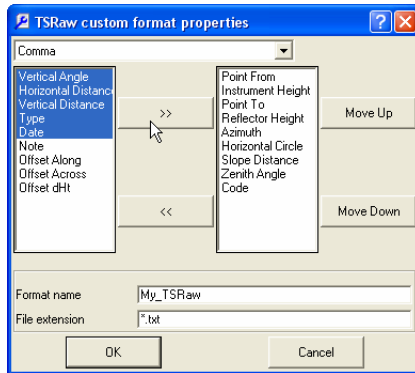 TSRaw custom format properties
Comma
Vertical Angle
Horizontal Distanc
Vertical Distance
Type
Date
Note
Offset Along
Offset Across
Offset dHt
>>
<<
Point From
Instrument Height
Point To
Reflector Height
Azimuth
Horizontal Circle
Slope Distance
Zenith Angle
Code
Move Up
Move Down
Format name
My_TSRaw
File extension
*.txt
OK
Cancel